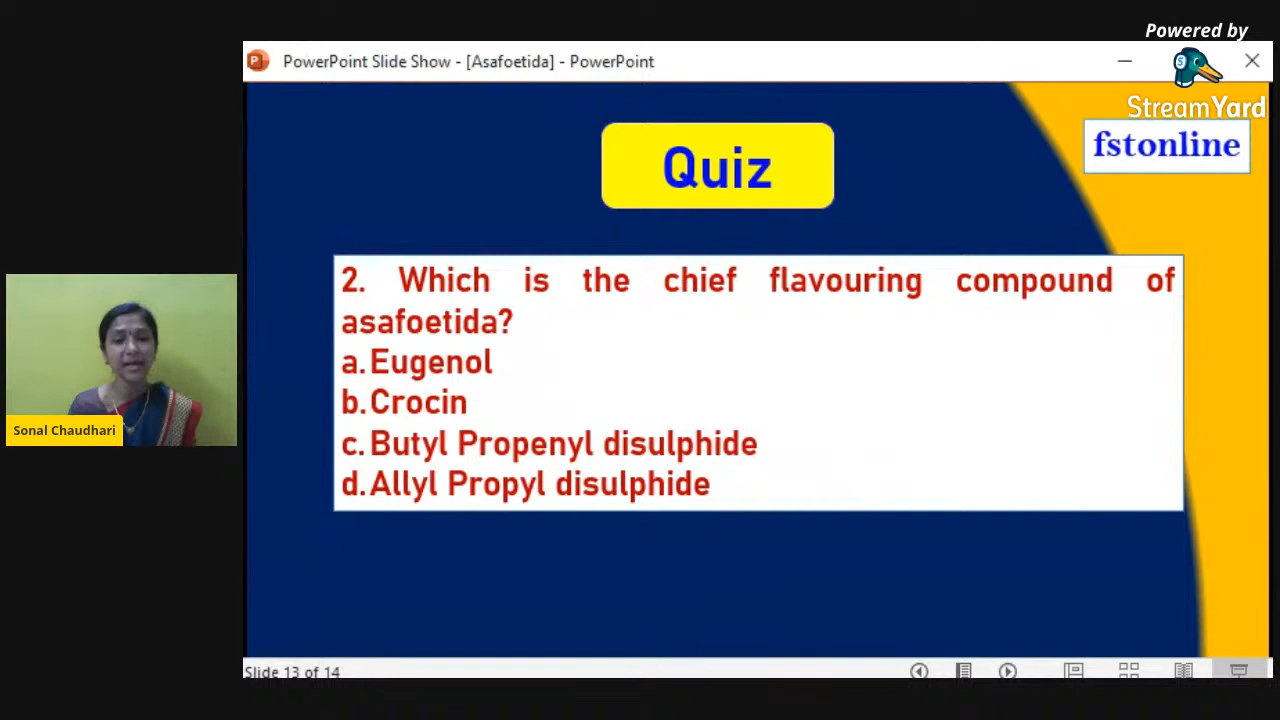 Powered by
PowerPoint Slide Show - [Asafoetida] - PowerPoint
StreamYard
fstonline
Quiz
2. Which is the chief flavouring compound of
asafoetida?
a. Eugenol
b. Crocin
c. Butyl Propenyl disulphide
d. Allyl Propyl disulphide
Sonal Chaudhari
Slide 13 of 14